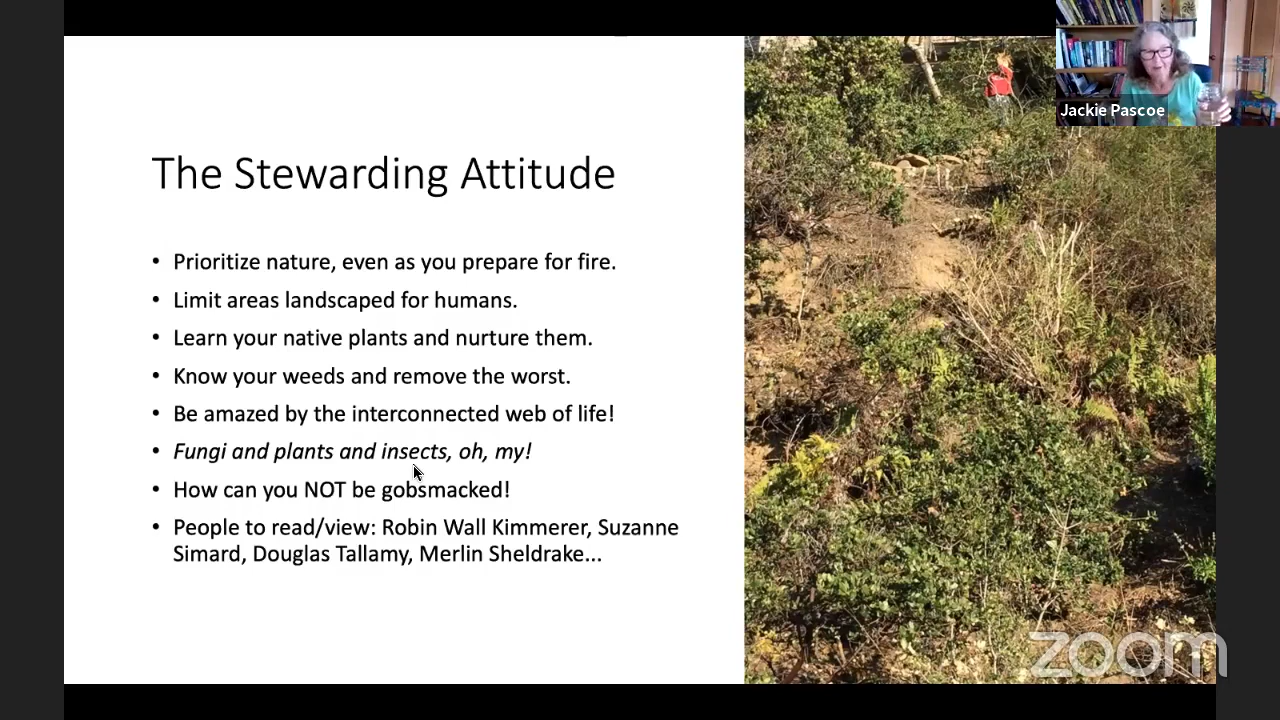 Jackie Pascoe
The Stewarding Attitude
• Prioritize nature, even as you prepare for fire.
• Limit areas landscaped for humans.
• Learn your native plants and nurture them.
• Know your weeds and remove the worst.
• Be amazed by the interconnected web of life!
• Fungi and plants and insects, oh, my!
• How can you NOT be gobsmacked!
• People to read/view: Robin Wall Kimmerer, Suzanne
Simard, Douglas Tallamy, Merlin Sheldrake...
zoom